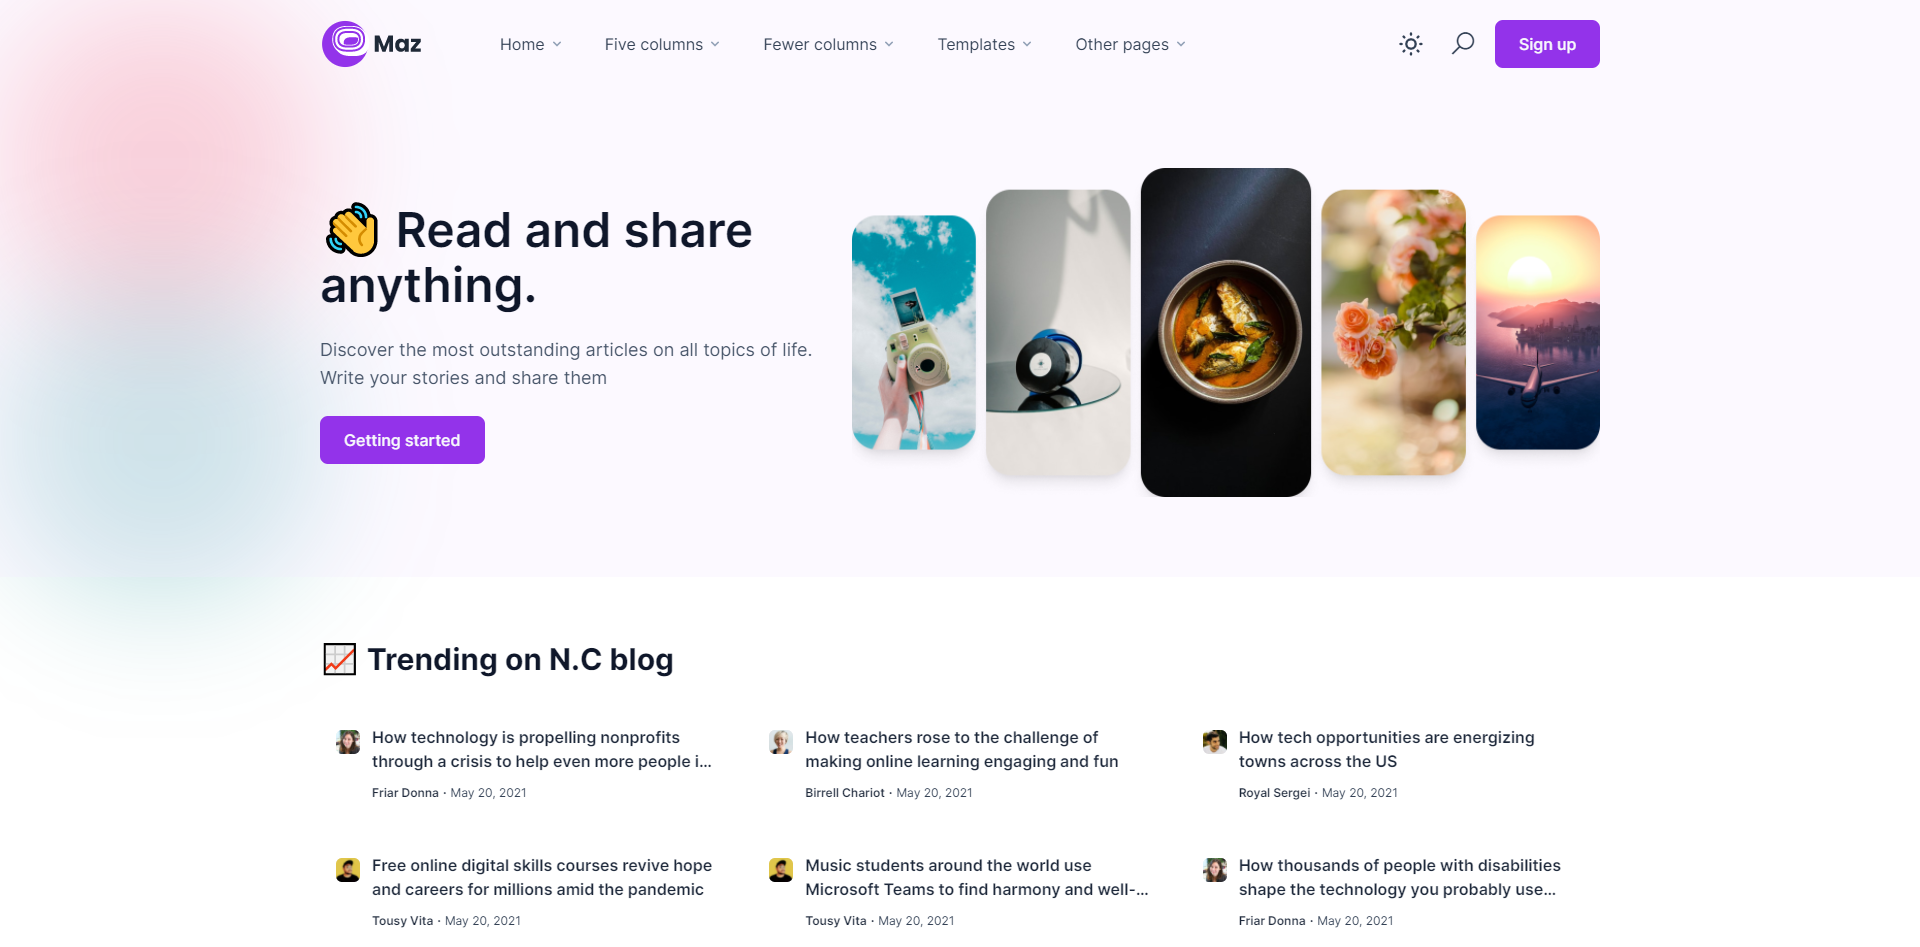 Maz
Home
Five columns
Fewer columns
Templates
Other pages
Sign up
👋 Read and share
anything.
Discover the most outstanding articles on all topics of life.
Write your stories and share them
Getting started
📈 Trending on N.C blog
How technology is propelling nonprofits
through a crisis to help even more people i...
Friar Donna · May 20, 2021
How teachers rose to the challenge of
making online learning engaging and fun
Birrell Chariot · May 20, 2021
How tech opportunities are energizing
towns across the US
Royal Sergei · May 20, 2021
Free online digital skills courses revive hope
and careers for millions amid the pandemic
Tousy Vita · May 20, 2021
Music students around the world use
Microsoft Teams to find harmony and well-...
Tousy Vita · May 20, 2021
How thousands of people with disabilities
shape the technology you probably use...
Friar Donna · May 20, 2021